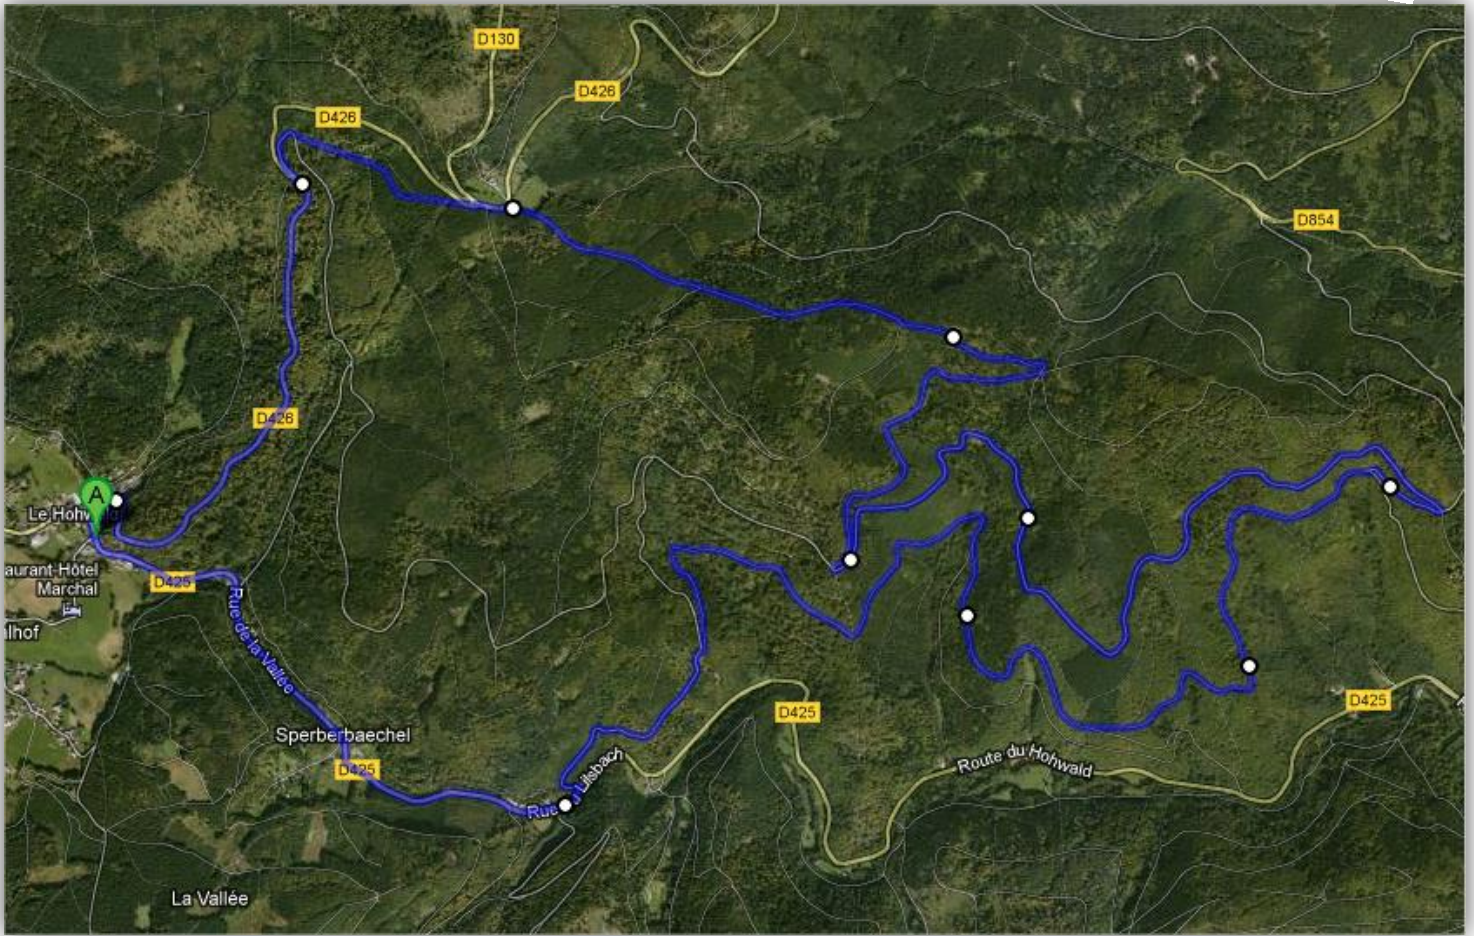 D130
D426
D426
D854
D426
A
Le Hohw
aurant Hôtel
Marchal
D425
lhof
Rue de la Vallée
Sperberbaechel
D425
D425
D425
Rue
Lilsbach
Route du Hohwald
La Vallée